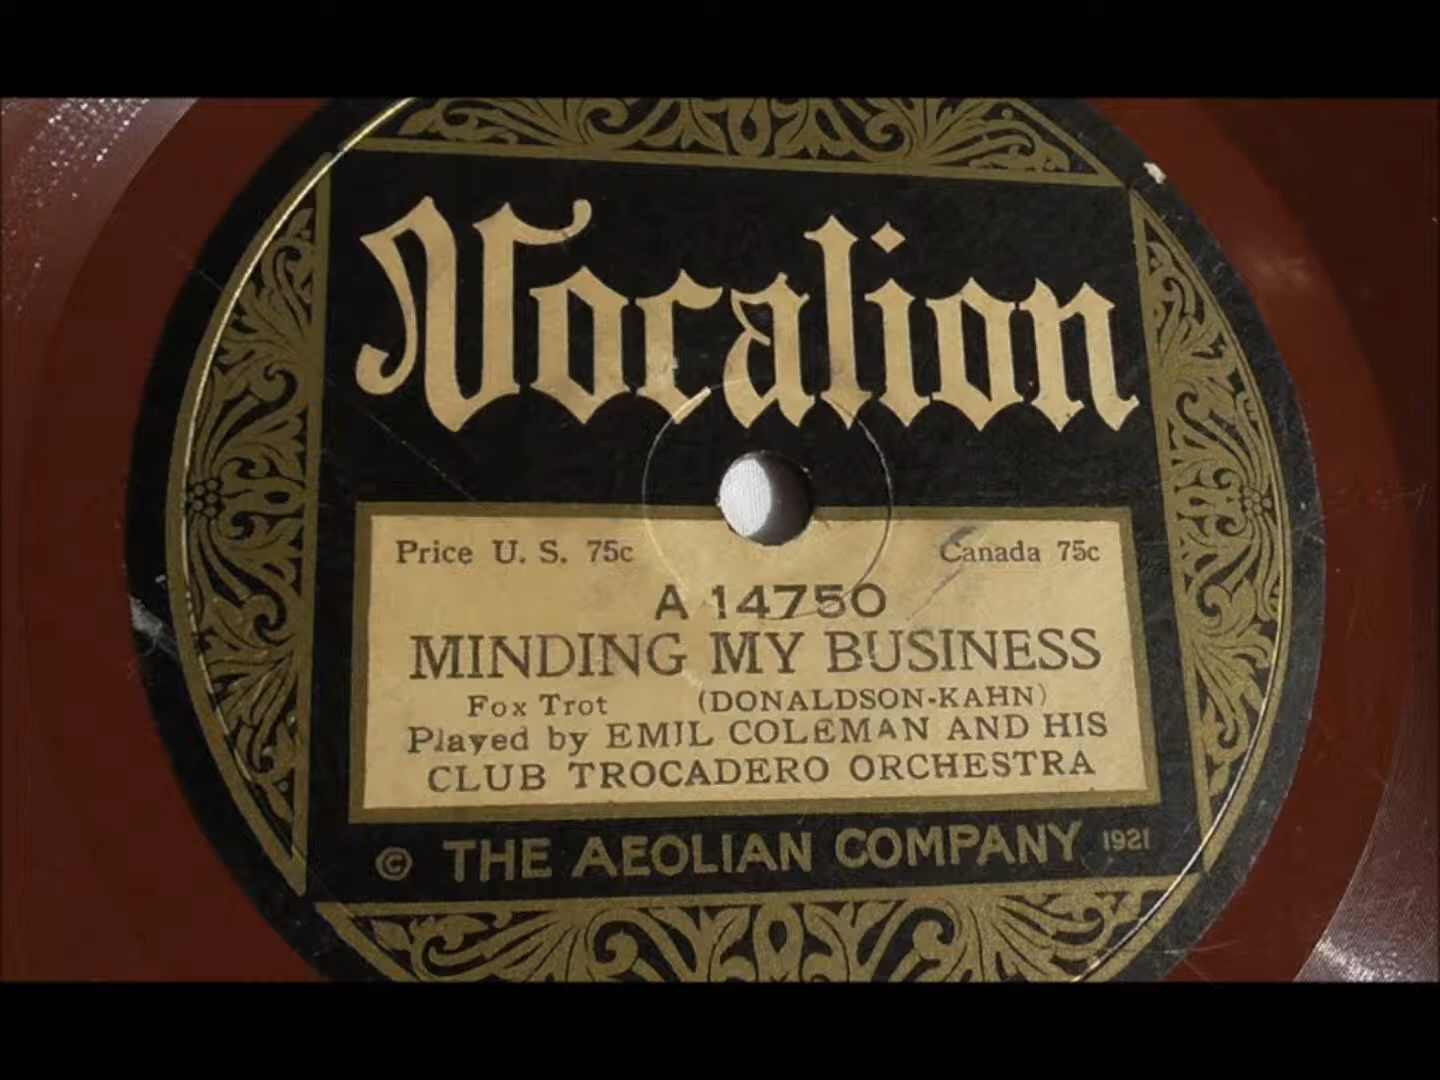 Vocalion
Price U. S. 75c Canada 75c
A 14750
MINDING MY BUSINESS
Fox Trot (DONALDSON-KAHN)
Played by EMIL COLEMAN AND HIS
CLUB TROCADERO ORCHESTRA
© THE AEOLIAN COMPANY 1921